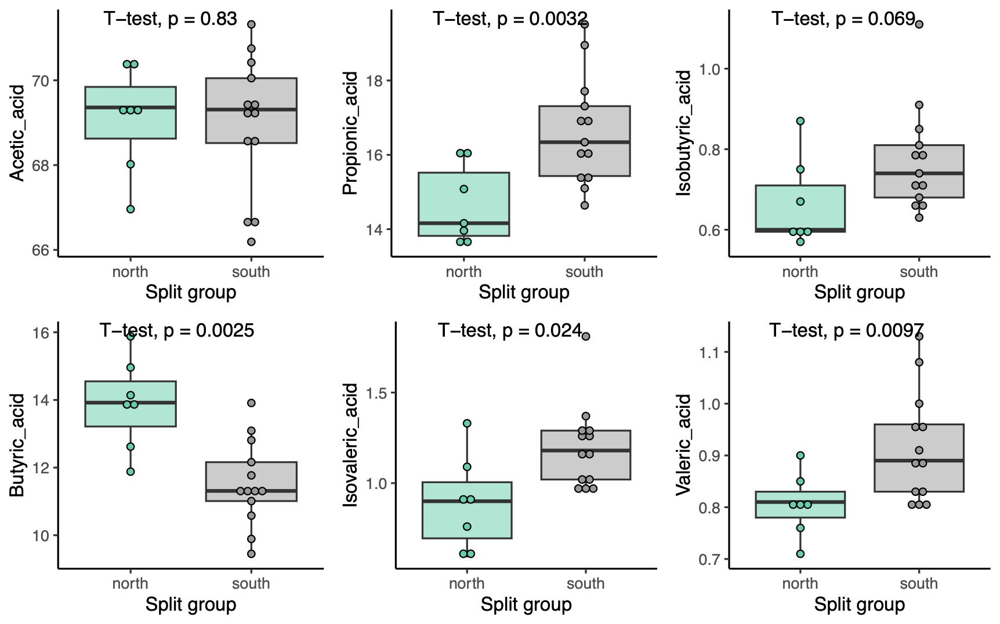 T−test, p = 0.83
Acetic_acid
70
68
66
north south
Split group
T−test, p = 0.0032
Propionic_acid
18
16
14
north south
Split group
T−test, p = 0.069
Isobutyric_acid
1.0
0.8
0.6
north south
Split group
T−test, p = 0.0025
Butyric_acid
16
14
12
10
north south
Split group
T−test, p = 0.024
Isovaleric_acid
1.5
1.0
north south
Split group
T−test, p = 0.0097
Valeric_acid
1.1
1.0
0.9
0.8
0.7
north south
Split group